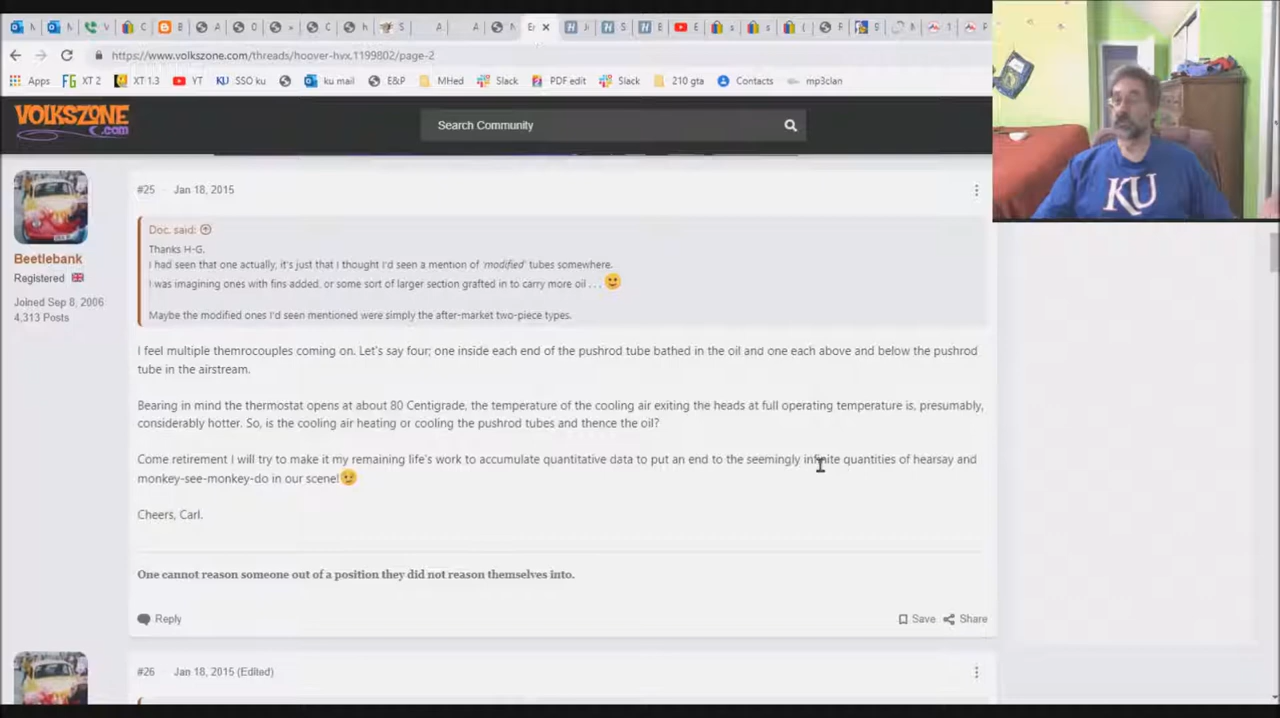 https://www.volkszone.com/threads/hoover-hvx.1199802/page-2
Apps XT 2 XT 1.3 YT SSO ku ku mail E&P MHed Slack PDF edit Slack 210 gta Contacts mp3clan
VOLKSZONE
.com
Search Community
#25 Jan 18, 2015
Beetlebank
Registered
Joined Sep 8, 2006
4,313 Posts
Doc. said:
Thanks H-G.
I had seen that one actually, it's just that I thought I'd seen a mention of 'modified' tubes somewhere.
I was imagining ones with fins added, or some sort of larger section grafted in to carry more oil . . .
Maybe the modified ones I'd seen mentioned were simply the after-market two-piece types.
I feel multiple themrocouples coming on. Let's say four; one inside each end of the pushrod tube bathed in the oil and one each above and below the pushrod
tube in the airstream.
Bearing in mind the thermostat opens at about 80 Centigrade, the temperature of the cooling air exiting the heads at full operating temperature is, presumably,
considerably hotter. So, is the cooling air heating or cooling the pushrod tubes and thence the oil?
Come retirement I will try to make it my remaining life's work to accumulate quantitative data to put an end to the seemingly infinite quantities of hearsay and
monkey-see-monkey-do in our scene!
Cheers, Carl.
One cannot reason someone out of a position they did not reason themselves into.
Reply Save Share
#26 Jan 18, 2015 (Edited)
KU